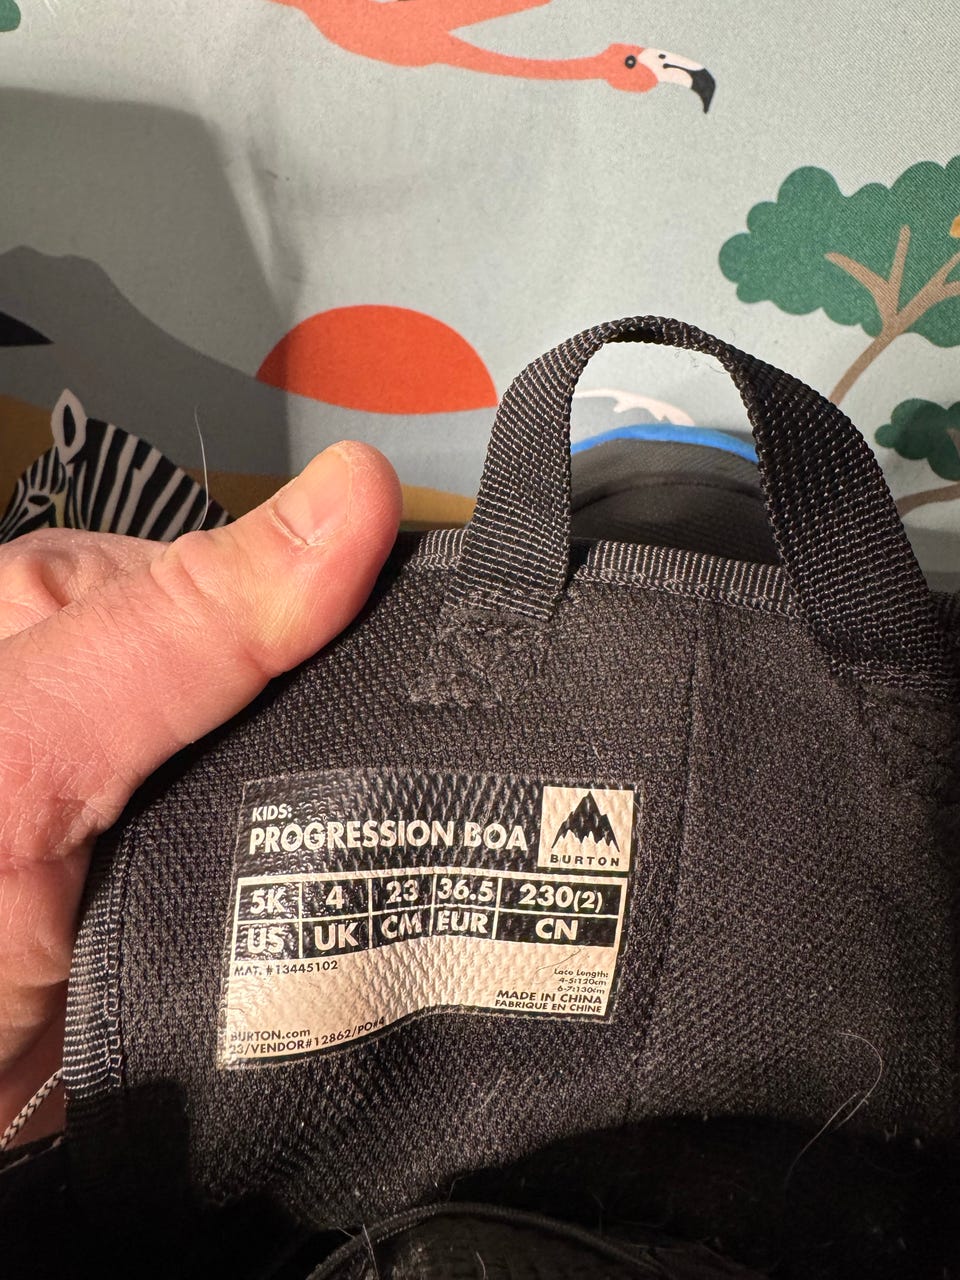 KIDS:
PROGRESSION BOA
BURTON
5K 4 23 36.5 230(2)
US UK CM EUR CN
MAT. #13445102
Lace Length:
4-5:120cm
6-7:130cm
MADE IN CHINA
FABRIQUE EN CHINE
BURTON.com
23/VENDOR#12862/PO#4